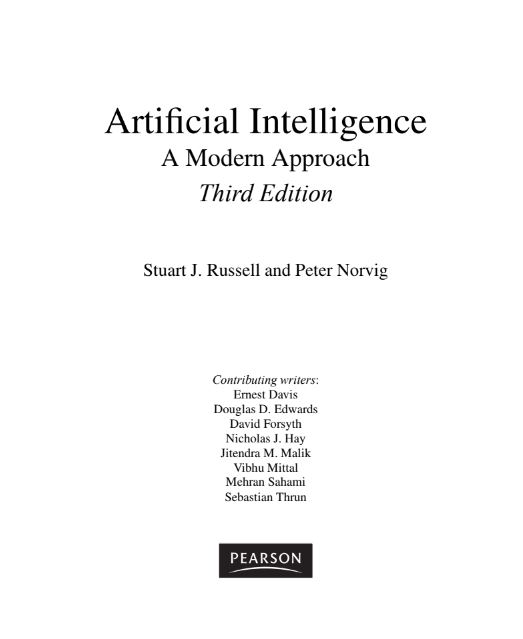 Artificial Intelligence
A Modern Approach
Third Edition
Stuart J. Russell and Peter Norvig
Contributing writers:
Ernest Davis
Douglas D. Edwards
David Forsyth
Nicholas J. Hay
Jitendra M. Malik
Vibhu Mittal
Mehran Sahami
Sebastian Thrun
PEARSON